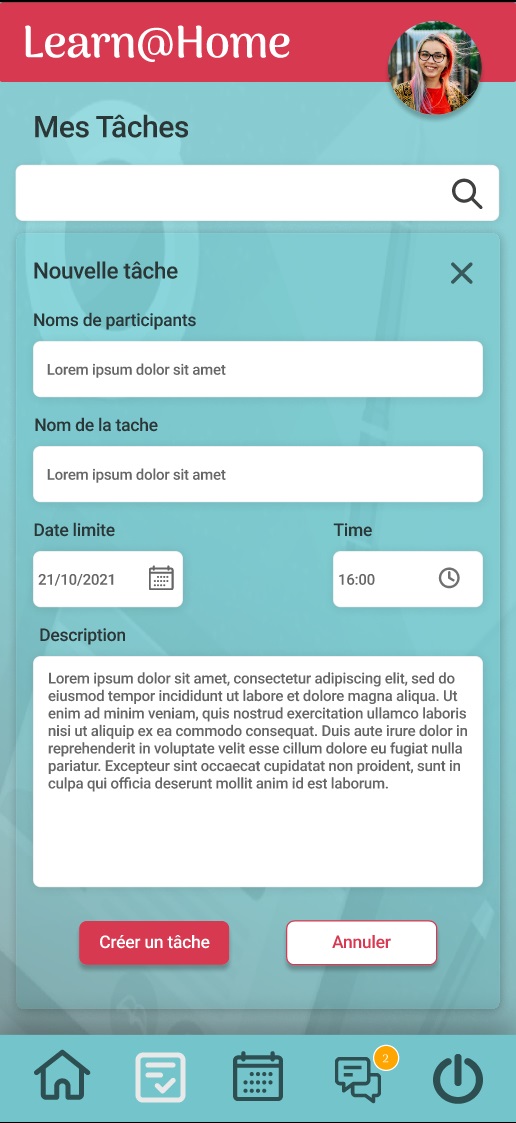 Learn@Home
Mes Tâches
Nouvelle tâche
Noms de participants
Lorem ipsum dolor sit amet
Nom de la tache
Lorem ipsum dolor sit amet
Date limite
Time
21/10/2021
16:00
Description
Lorem ipsum dolor sit amet, consectetur adipiscing elit, sed do
eiusmod tempor incididunt ut labore et dolore magna aliqua. Ut
enim ad minim veniam, quis nostrud exercitation ullamco laboris
nisi ut aliquip ex ea commodo consequat. Duis aute irure dolor in
reprehenderit in voluptate velit esse cillum dolore eu fugiat nulla
pariatur. Excepteur sint occaecat cupidatat non proident, sunt in
culpa qui officia deserunt mollit anim id est laborum.
Créer un tâche
Annuler
2